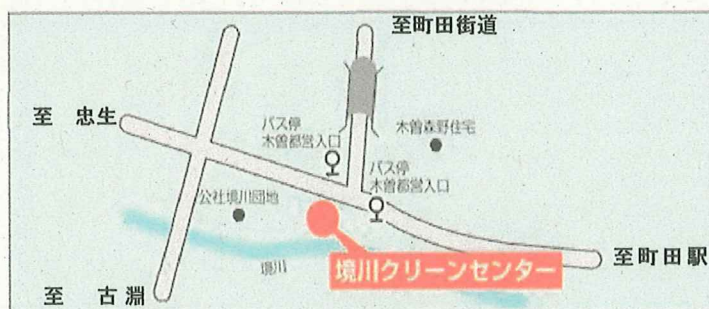 至町田街道
至 忠生
バス停
木曽都営入口
木曽森野住宅
バス停
木曽都営入口
公社境川団地
境川
境川クリーンセンター
至町田駅
至 古淵